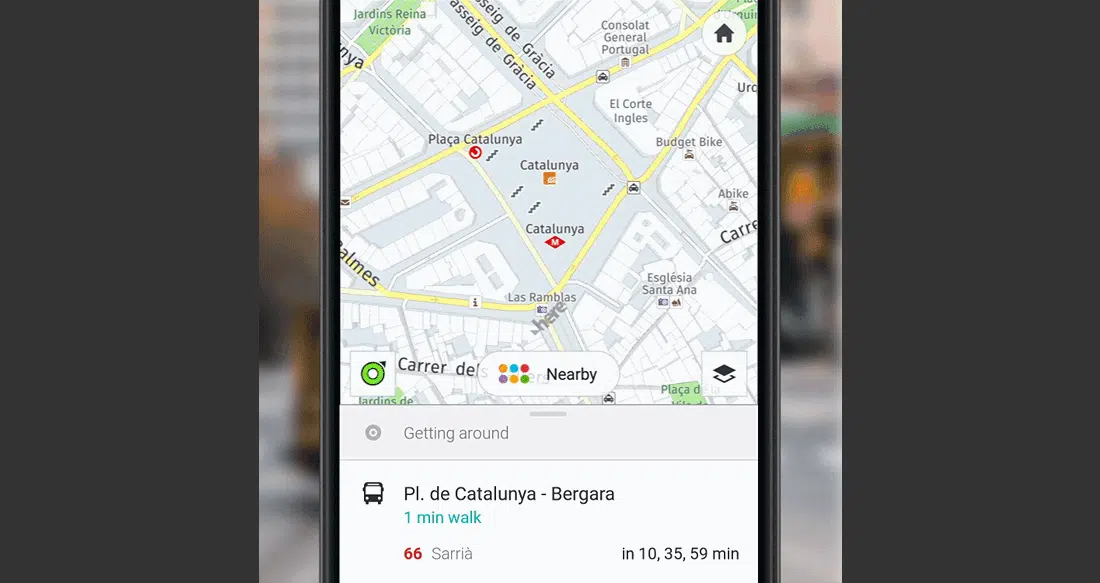 Jardins Reina
Victòria
Passeig de Gràcia
Passeig de Gràcia
Consolat
General
Portugal
El Corte
Ingles
Plaça Catalunya
Budget Bike
Catalunya
Abike
Catalunya
M
Carre
Balmes
Església
Santa Ana
i
Las Ramblas
here
Carrer dels
Nearby
Plaça de
Jardins de
Getting around
Pl. de Catalunya - Bergara
1 min walk
66 Sarrià
in 10, 35, 59 min